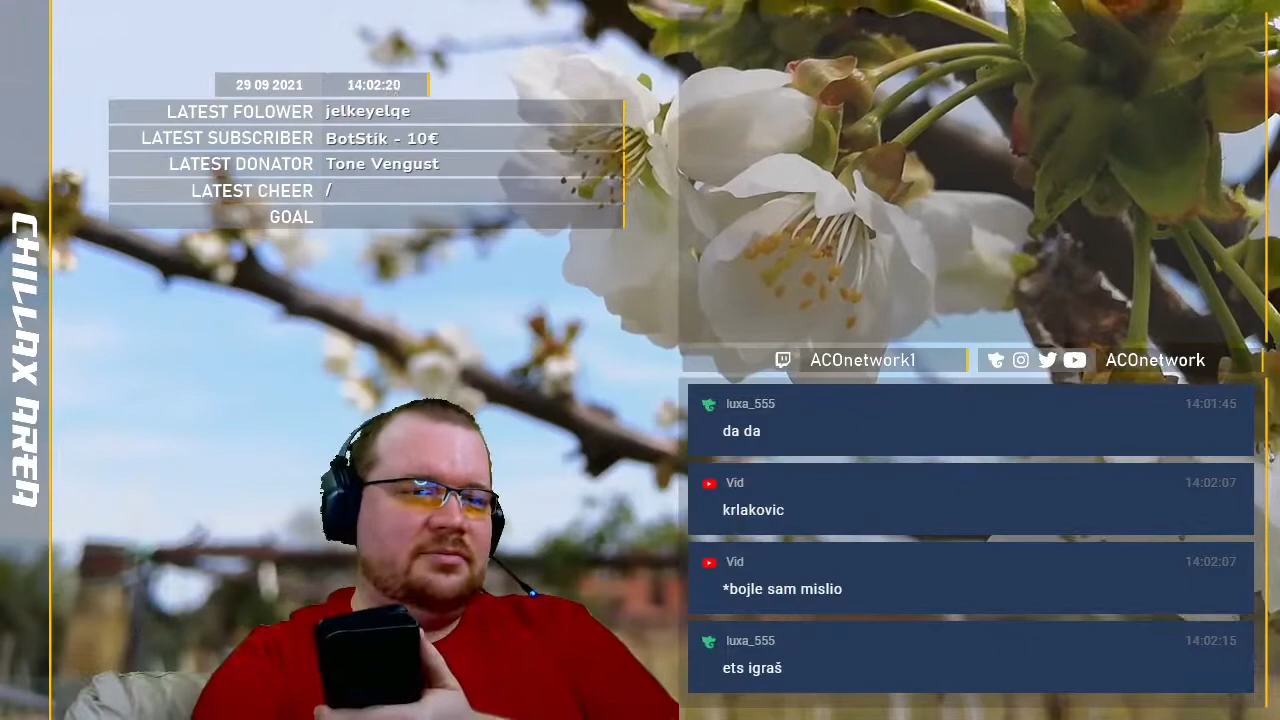 CHILLAX AREA
29 09 2021 14:02:20
LATEST FOLOWER jelkeyelqe
LATEST SUBSCRIBER BotStik - 10€
LATEST DONATOR Tone Vengust
LATEST CHEER /
GOAL
ACOnetwork1 ACOnetwork
luxa_555 14:01:45
da da
Vid 14:02:07
krlakovic
Vid 14:02:07
*bojle sam mislio
luxa_555 14:02:15
ets igraš